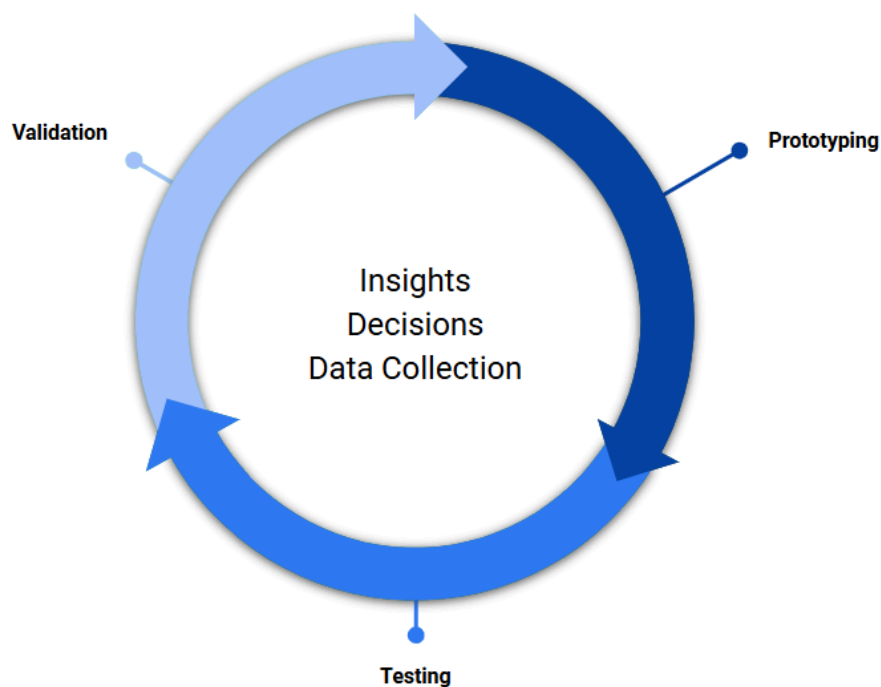 Validation
Prototyping
Insights
Decisions
Data Collection
Testing